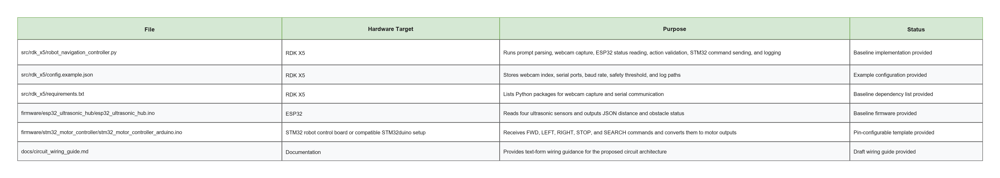 File Hardware Target Purpose Status
src/rdk_x5/robot_navigation_controller.py RDK X5 Runs prompt parsing, webcam capture, ESP32 status reading, action validation, STM32 command sending, and logging Baseline implementation provided
src/rdk_x5/config.example.json RDK X5 Stores webcam index, serial ports, baud rate, safety threshold, and log paths Example configuration provided
src/rdk_x5/requirements.txt RDK X5 Lists Python packages for webcam capture and serial communication Baseline dependency list provided
firmware/esp32_ultrasonic_hub/esp32_ultrasonic_hub.ino ESP32 Reads four ultrasonic sensors and outputs JSON distance and obstacle status Baseline firmware provided
firmware/stm32_motor_controller/stm32_motor_controller_arduino.ino STM32 robot control board or compatible STM32duino setup Receives FWD, LEFT, RIGHT, STOP, and SEARCH commands and converts them to motor outputs Pin-configurable template provided
docs/circuit_wiring_guide.md Documentation Provides text-form wiring guidance for the proposed circuit architecture Draft wiring guide provided